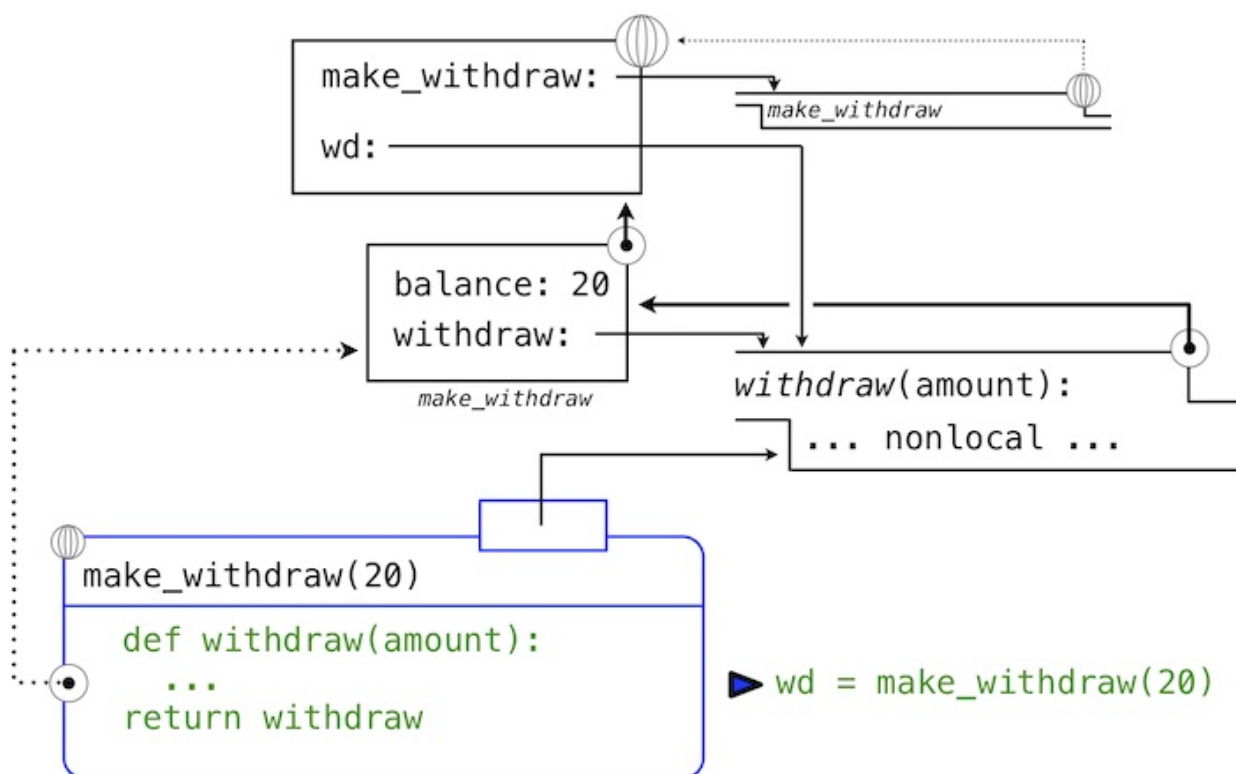 make_withdraw:
make_withdraw
wd:
balance: 20
withdraw:
make_withdraw
withdraw(amount):
... nonlocal ...
make_withdraw(20)
def withdraw(amount):
...
return withdraw
wd = make_withdraw(20)